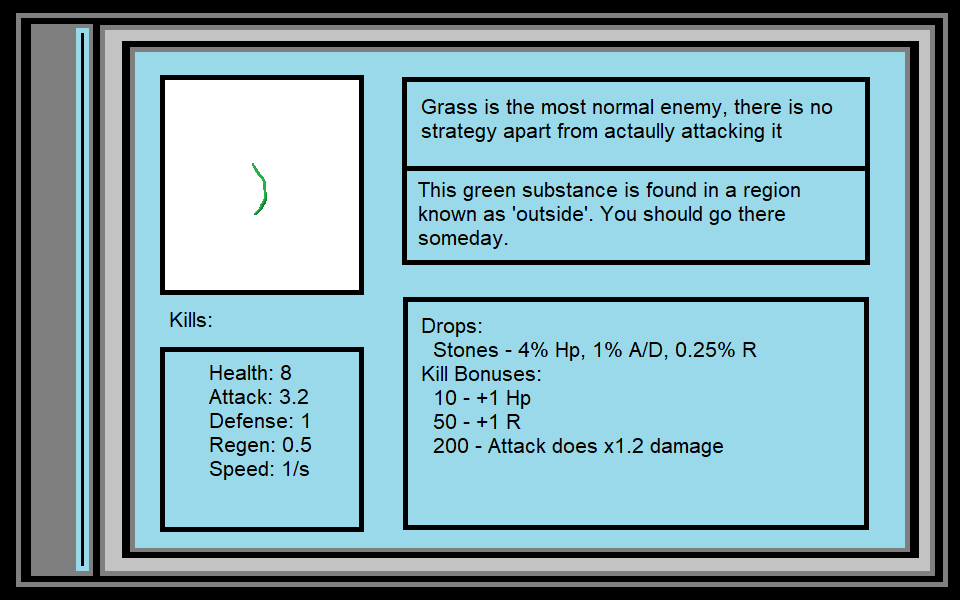 Grass is the most normal enemy, there is no
strategy apart from actaully attacking it
This green substance is found in a region
known as 'outside'. You should go there
someday.
Kills:
Health: 8
Attack: 3.2
Defense: 1
Regen: 0.5
Speed: 1/s
Drops:
Stones - 4% Hp, 1% A/D, 0.25% R
Kill Bonuses:
10 - +1 Hp
50 - +1 R
200 - Attack does x1.2 damage